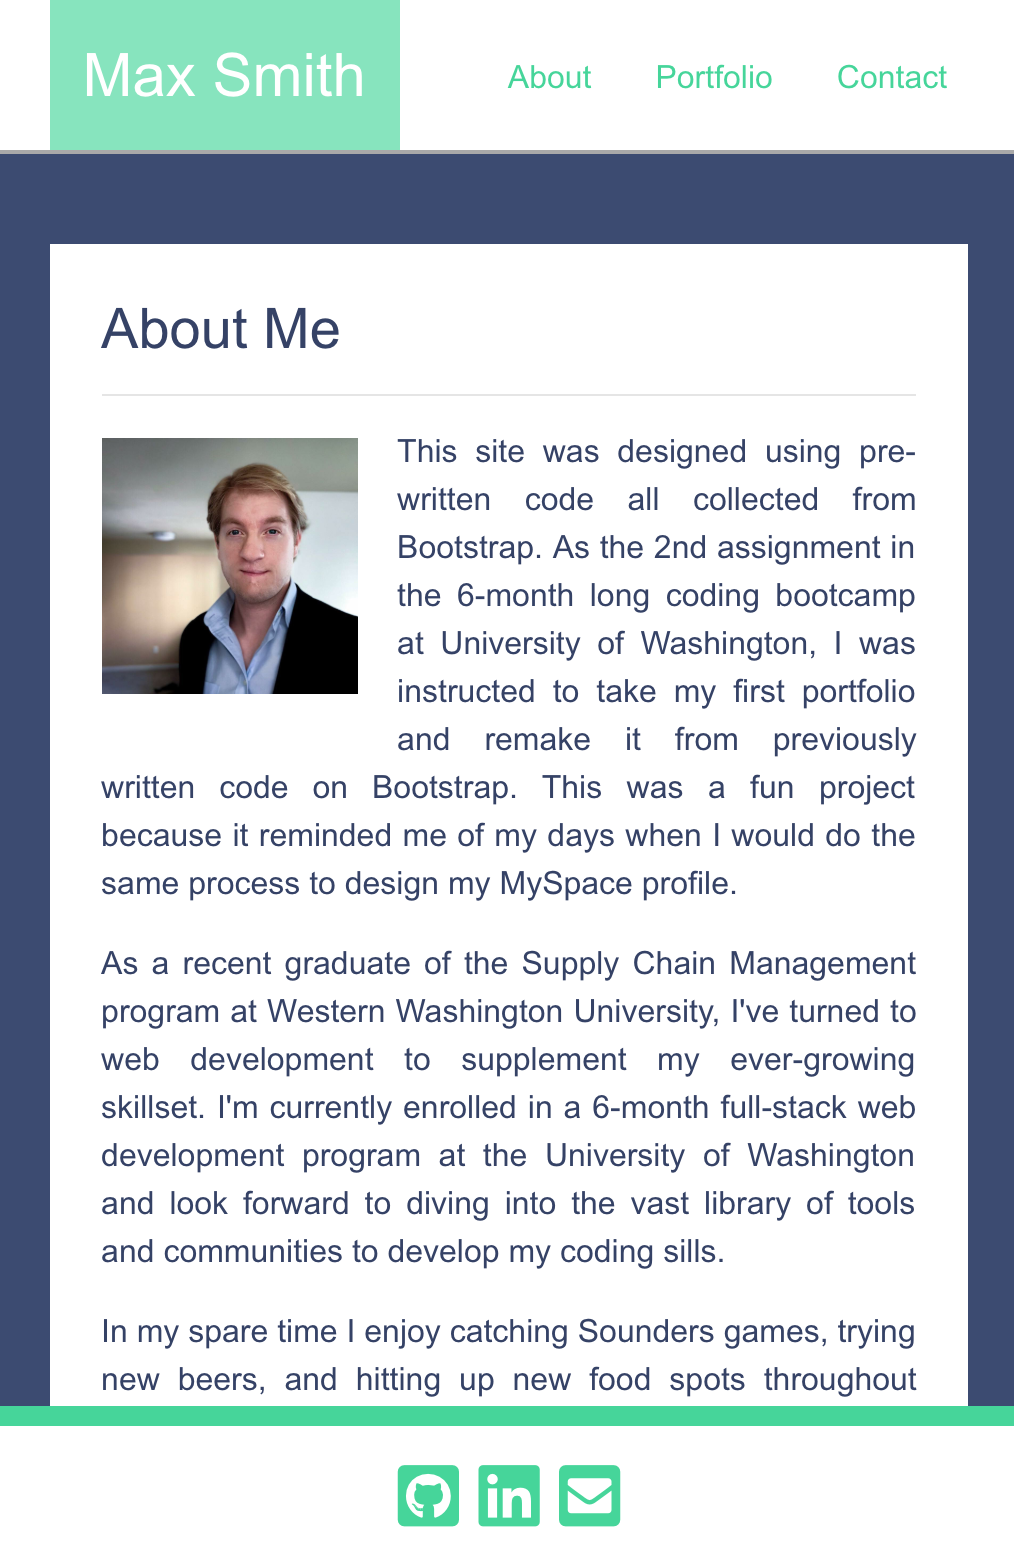 Max Smith
About
Portfolio
Contact
About Me
This site was designed using pre-
written code all collected from
Bootstrap. As the 2nd assignment in
the 6-month long coding bootcamp
at University of Washington, I was
instructed to take my first portfolio
and remake it from previously
written code on Bootstrap. This was a fun project
because it reminded me of my days when I would do the
same process to design my MySpace profile.
As a recent graduate of the Supply Chain Management
program at Western Washington University, I've turned to
web development to supplement my ever-growing
skillset. I'm currently enrolled in a 6-month full-stack web
development program at the University of Washington
and look forward to diving into the vast library of tools
and communities to develop my coding sills.
In my spare time I enjoy catching Sounders games, trying
new beers, and hitting up new food spots throughout
in